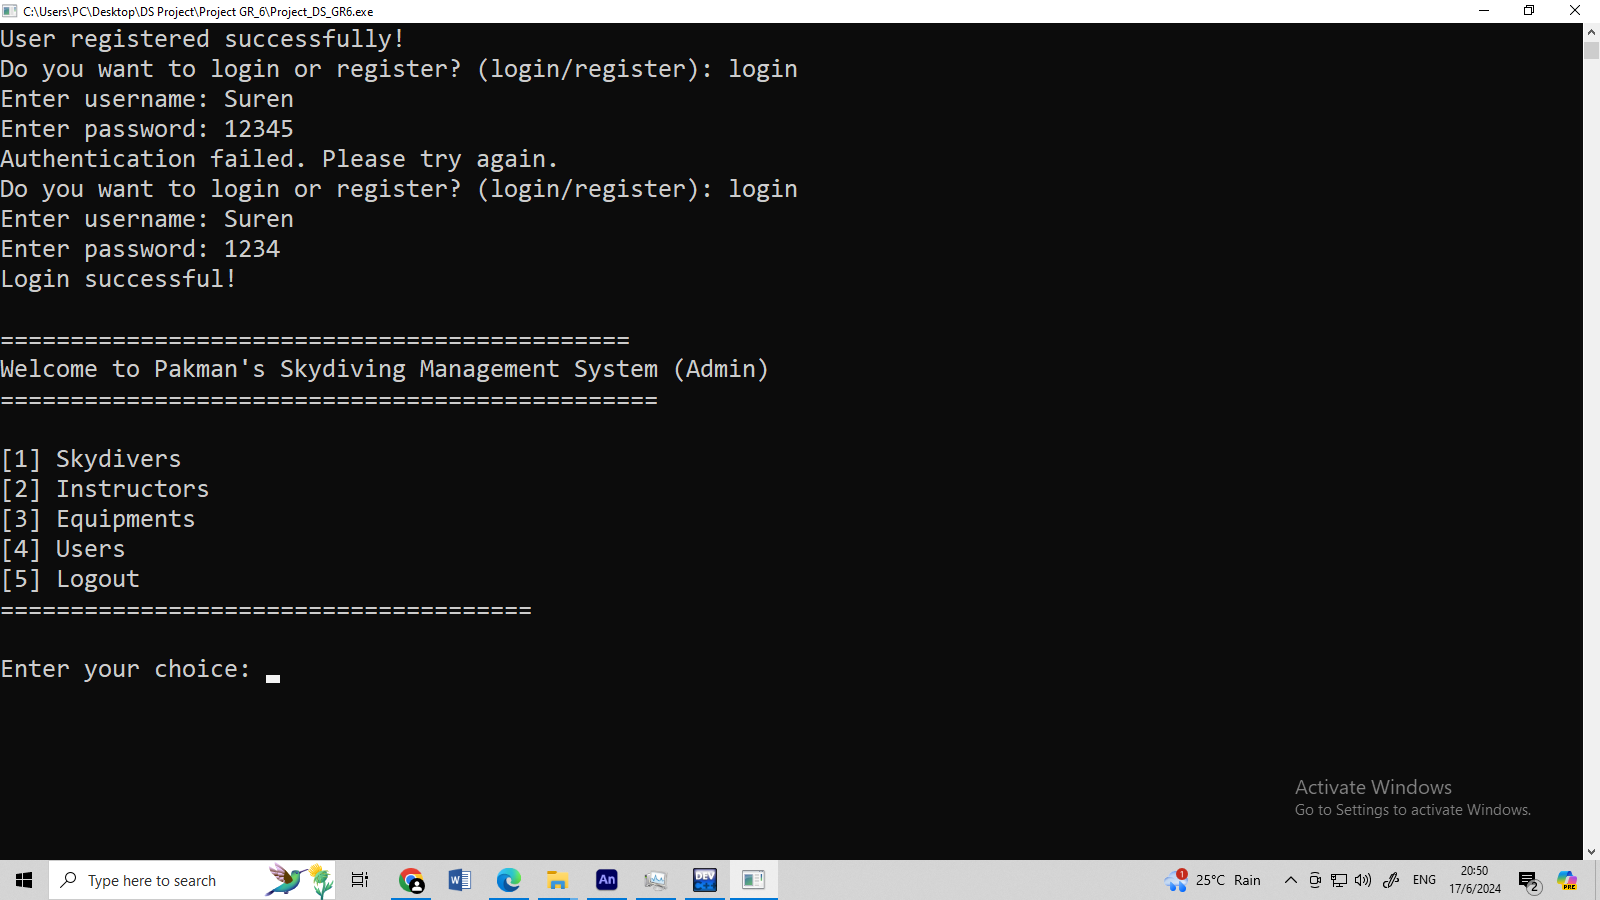 C:\Users\PC\Desktop\DS Project\Project GR_6\Project_DS_GR6.exe
User registered successfully!
Do you want to login or register? (login/register): login
Enter username: Suren
Enter password: 12345
Authentication failed. Please try again.
Do you want to login or register? (login/register): login
Enter username: Suren
Enter password: 1234
Login successful!
=============================================
Welcome to Pakman's Skydiving Management System (Admin)
===============================================
[1] Skydivers
[2] Instructors
[3] Equipments
[4] Users
[5] Logout
======================================
Enter your choice:
Activate Windows
Go to Settings to activate Windows.
Type here to search
W
An
DEV
1
25°C Rain
ENG
20:50
17/6/2024
2
PRE